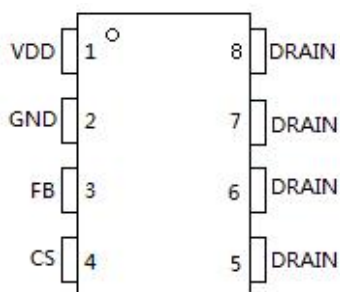 VDD 1 8 DRAIN
GND 2 7 DRAIN
FB 3 6 DRAIN
CS 4 5 DRAIN